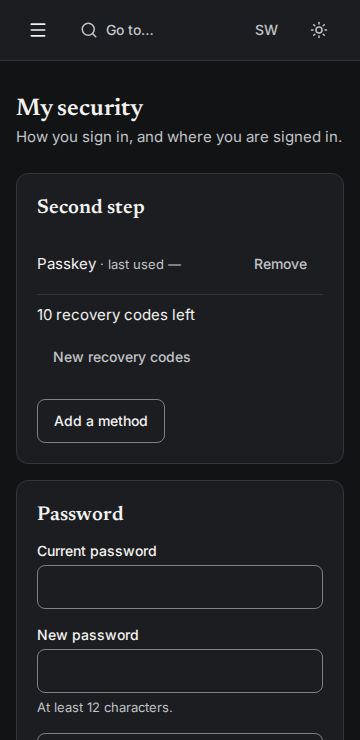 Go to...
SW
My security
How you sign in, and where you are signed in.
Second step
Passkey · last used —
Remove
10 recovery codes left
New recovery codes
Add a method
Password
Current password
New password
At least 12 characters.